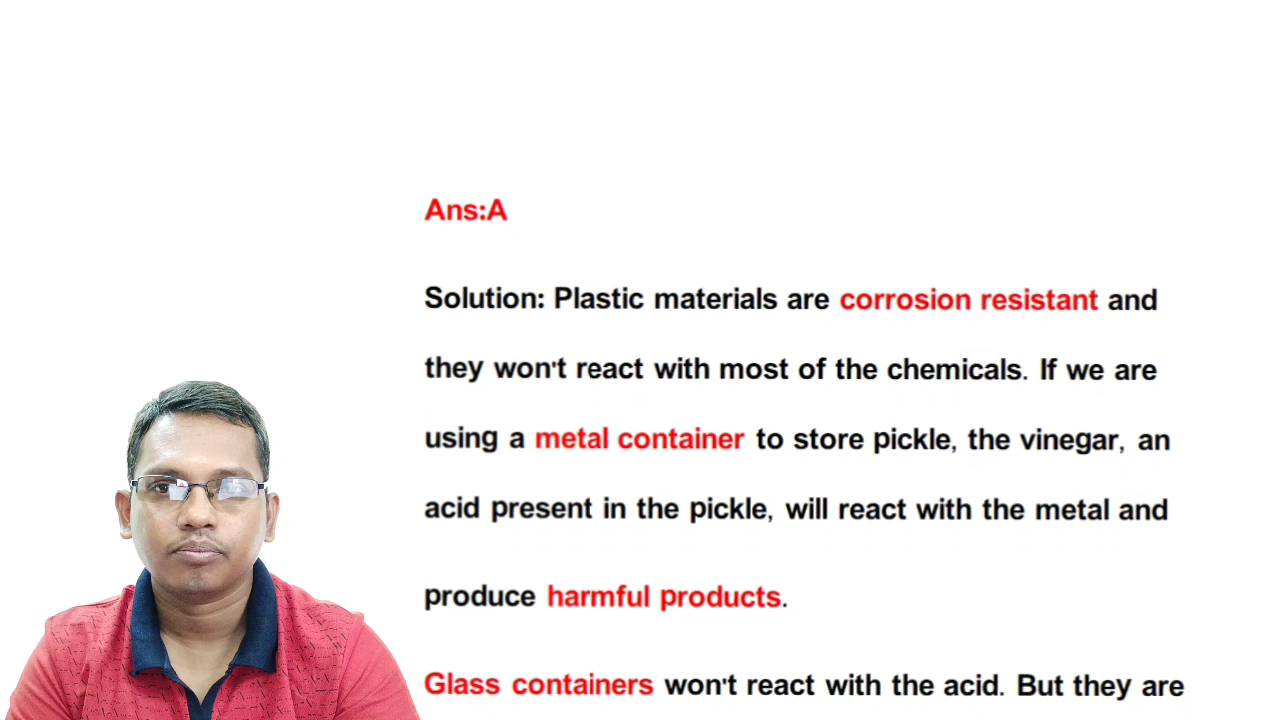 Ans:A
Solution: Plastic materials are corrosion resistant and
they won't react with most of the chemicals. If we are
using a metal container to store pickle, the vinegar, an
acid present in the pickle, will react with the metal and
produce harmful products.
Glass containers won't react with the acid. But they are